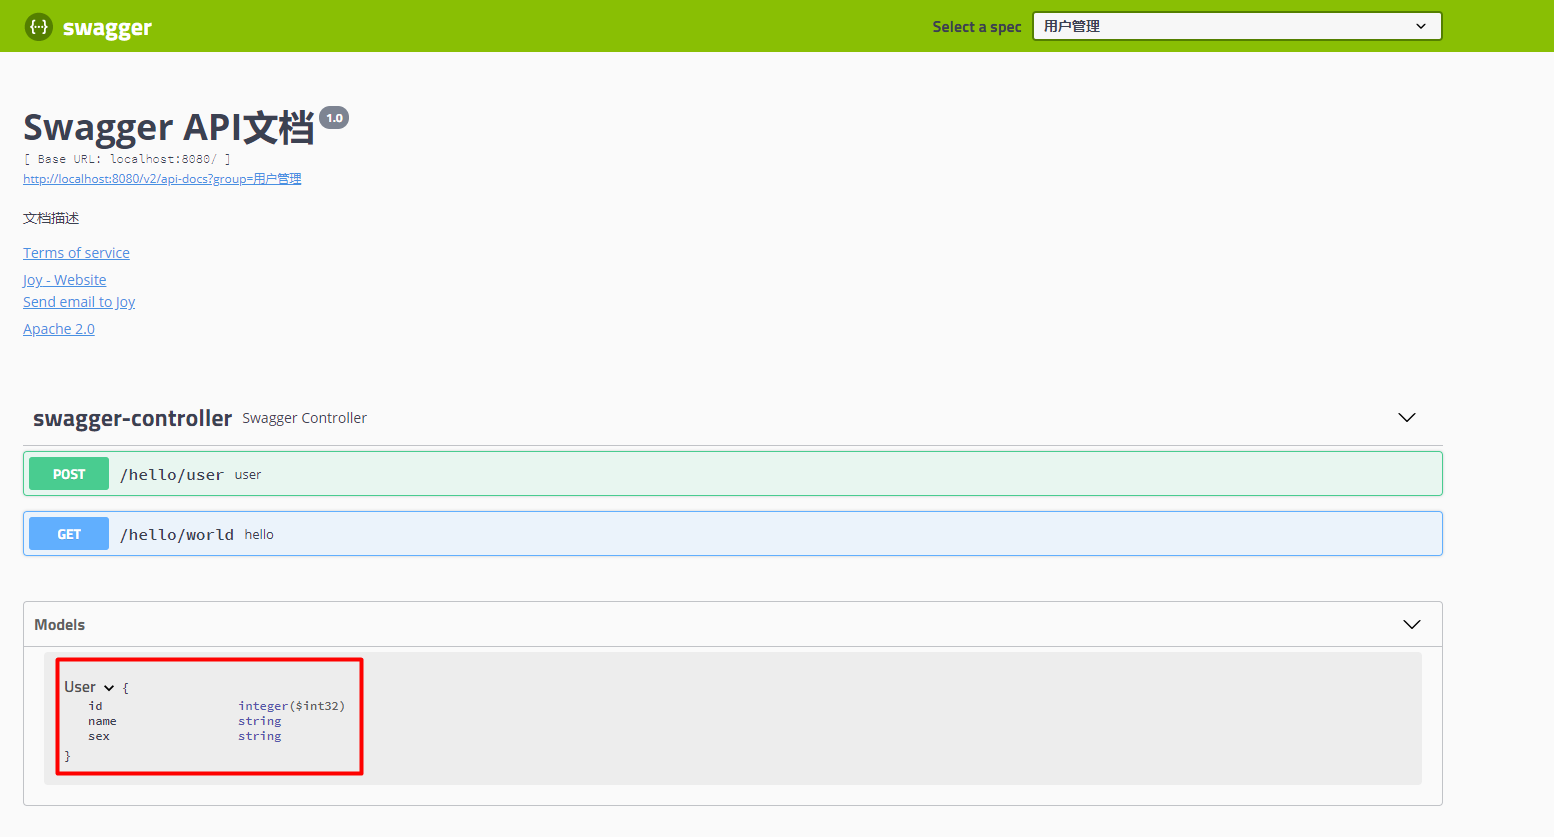 {···} swagger Select a spec 用户管理
Swagger API文档 1.0
[ Base URL: localhost:8080/ ]
http://localhost:8080/v2/api-docs?group=用户管理
文档描述
Terms of service
Joy - Website
Send email to Joy
Apache 2.0
swagger-controller Swagger Controller
POST /hello/user user
GET /hello/world hello
Models
User {
id integer($int32)
name string
sex string
}